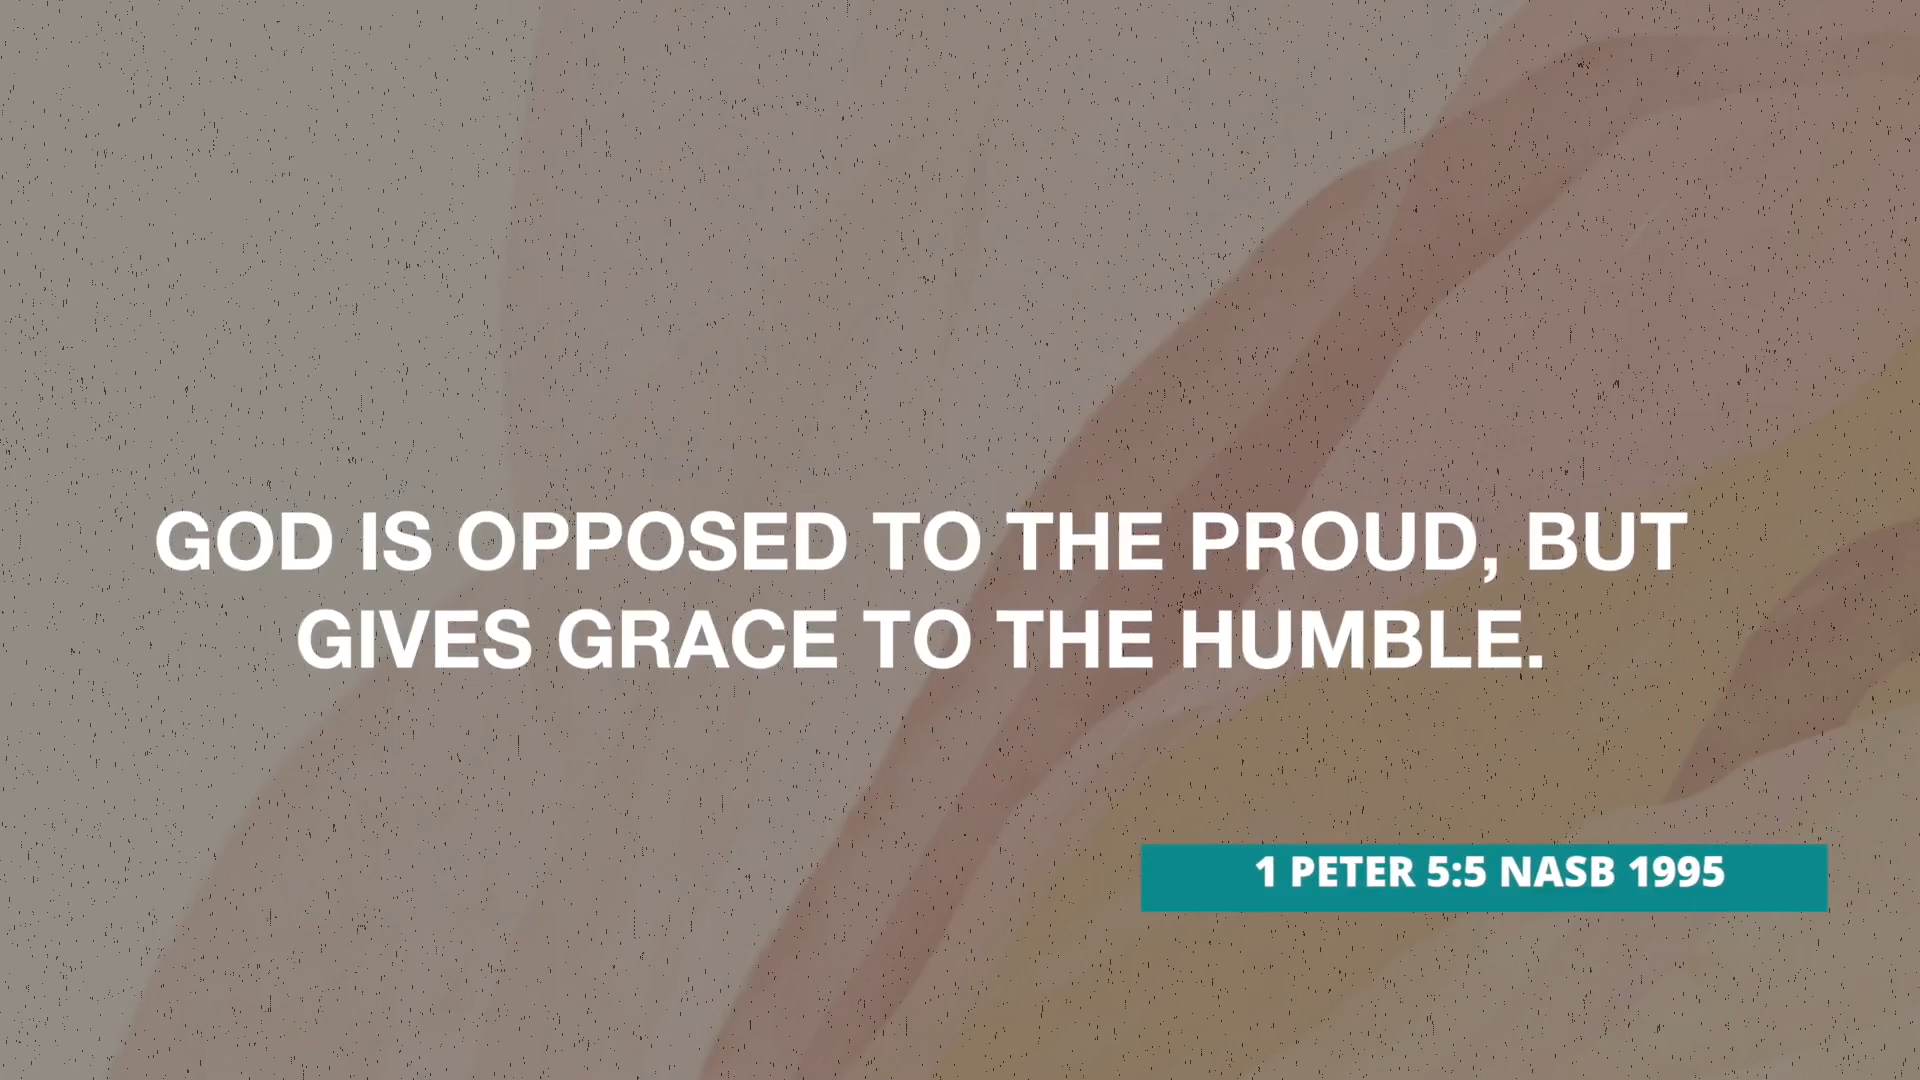 GOD IS OPPOSED TO THE PROUD, BUT
GIVES GRACE TO THE HUMBLE.
1 PETER 5:5 NASB 1995